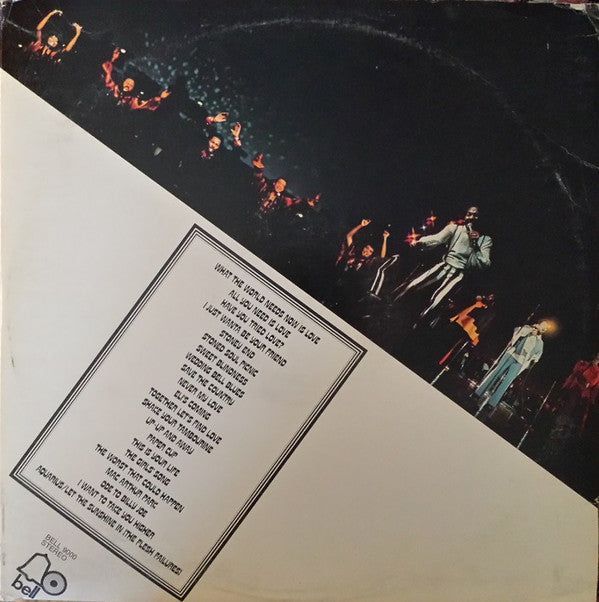 WHAT THE WORLD NEEDS NOW IS LOVE
ALL YOU NEED IS LOVE
HAVE YOU TRIED LOVE?
I JUST WANTA BE YOUR FRIEND
STONEY END
STONED SOUL PICNIC
SWEET BLINDNESS
WEDDING BELL BLUES
SAVE THE COUNTRY
NEVER MY LOVE
ELI'S COMING
TOGETHER LET'S FIND LOVE
SHAKE YOUR TAMBOURINE
UP-UP AND AWAY
PAPER CUP
THIS IS YOUR LIFE
THE GIRLS' SONG
THE WORST THAT COULD HAPPEN
MAC ARTHUR PARK
ODE TO BILLY JOE
I WANT TO TAKE YOU HIGHER
AQUARIUS/LET THE SUNSHINE IN (THE FLESH FAILURES)
BELL 9000
STEREO
bell